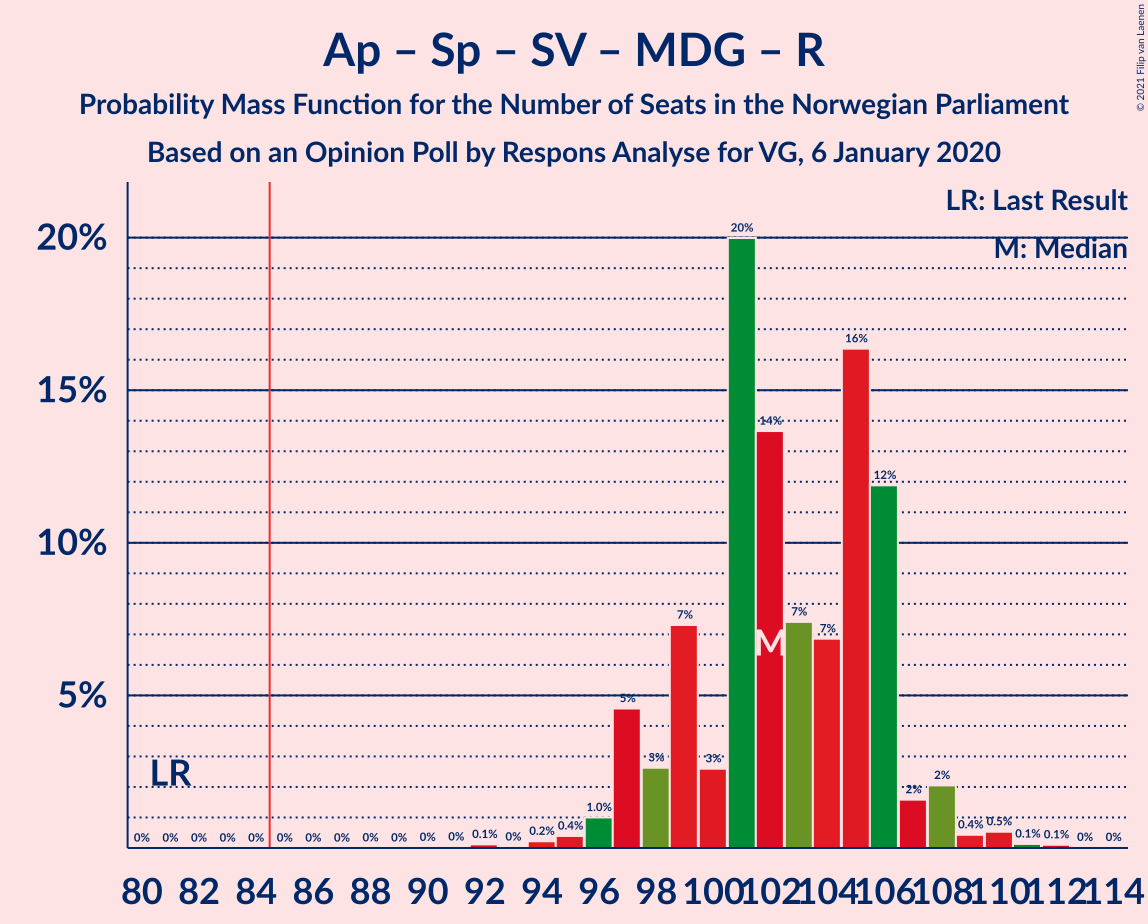 Ap – Sp – SV – MDG – R
Probability Mass Function for the Number of Seats in the Norwegian Parliament
Based on an Opinion Poll by Respons Analyse for VG, 6 January 2020
© 2021 Filip van Laenen
LR: Last Result
M: Median
20%
15%
10%
5%
LR
M
0% 0% 0% 0% 0% 0% 0% 0% 0% 0% 0% 0% 0.1% 0% 0.2% 0.4% 1.0% 5% 3% 7% 3% 20% 14% 7% 7% 16% 12% 2% 2% 0.4% 0.5% 0.1% 0.1% 0% 0%
80 82 84 86 88 90 92 94 96 98 100 102 104 106 108 110 112 114